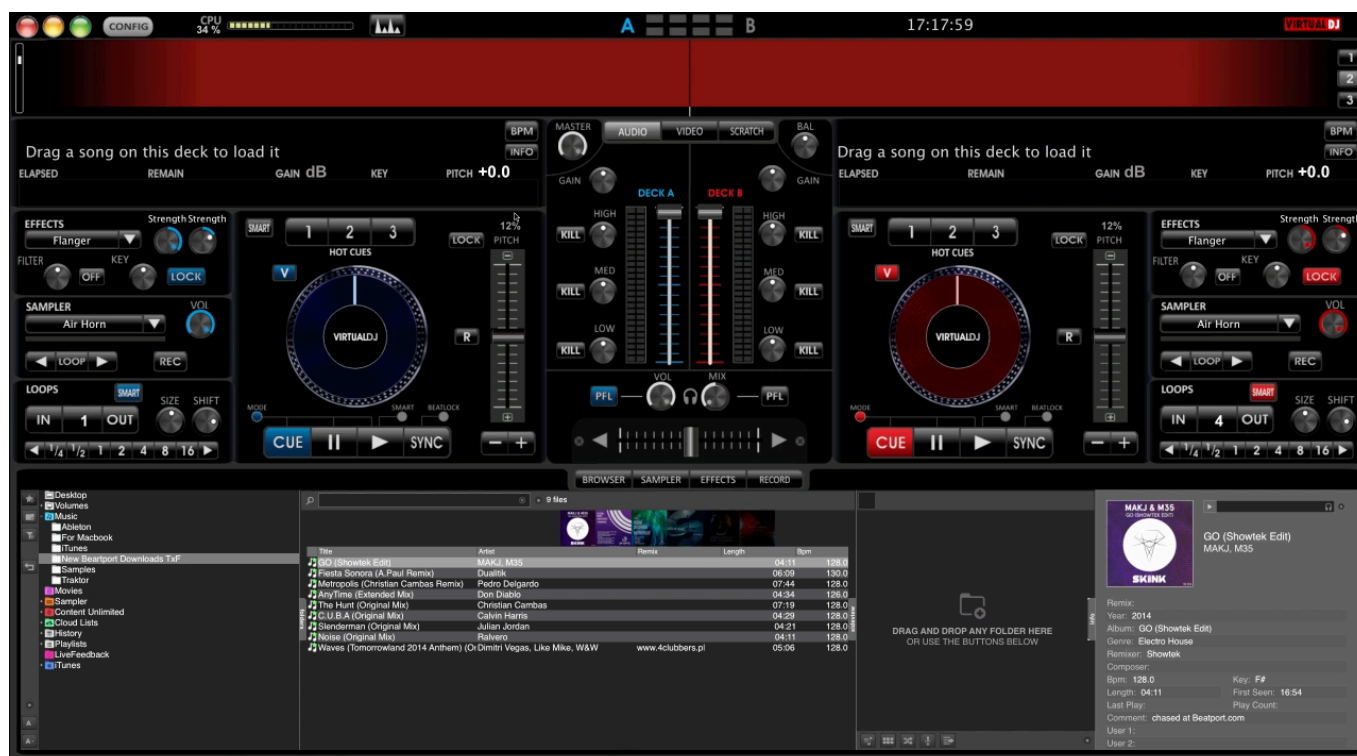 CONFIG CPU 34 % A B 17:17:59 VIRTUAL DJ
1
2
3
BPM MASTER AUDIO VIDEO SCRATCH BAL BPM
Drag a song on this deck to load it INFO Drag a song on this deck to load it INFO
ELAPSED REMAIN GAIN dB KEY PITCH +0.0 GAIN GAIN ELAPSED REMAIN GAIN dB KEY PITCH +0.0
DECK A DECK B
EFFECTS Strength Strength SMART 1 2 3 12% HIGH HIGH SMART 1 2 3 12% EFFECTS Strength Strengt
Flanger LOCK PITCH KILL KILL LOCK PITCH Flanger
HOT CUES HOT CUES
FILTER OFF KEY LOCK V MED MED V FILTER OFF KEY LOCK
KILL KILL
SAMPLER VOL SAMPLER VOL
Air Horn VIRTUALDJ R LOW LOW VIRTUALDJ R Air Horn
LOOP REC KILL KILL LOOP REC
LOOPS SMART SIZE SHIFT VOL MIX LOOPS SMART SIZE SHIFT
IN 1 OUT MODE SMART BEATLOCK PFL PFL MODE SMART BEATLOCK IN 4 OUT
1/4 1/2 1 2 4 8 16 CUE SYNC CUE SYNC 1/4 1/2 1 2 4 8 16
BROWSER SAMPLER EFFECTS RECORD
Desktop
Volumes
Music
Ableton
For Macbook
iTunes
New Beartport Downloads TxF
Samples
Traktor
Movies
Sampler
Content Unlimited
Cloud Lists
History
Playlists
LiveFeedback
iTunes
9 files
Title Artist Remix Length Bpm
GO (Showtek Edit) MAKJ, M35 04:11 128.0
Fiesta Sonora (A.Paul Remix) Dualitik 06:09 130.0
Metropolis (Christian Cambas Remix) Pedro Delgardo 07:44 128.0
AnyTime (Extended Mix) Don Diablo 04:34 126.0
The Hunt (Original Mix) Christian Cambas 07:19 128.0
C.U.B.A (Original Mix) Calvin Harris 04:29 128.0
Slenderman (Original Mix) Julian Jordan 04:21 128.0
Noise (Original Mix) Ralvero 04:11 128.0
Waves (Tomorrowland 2014 Anthem) (Or Dimitri Vegas, Like Mike, W&W www.4clubbers.pl 05:06 128.0
DRAG AND DROP ANY FOLDER HERE
OR USE THE BUTTONS BELOW
MAKJ & M35
GO (SHOWTEK EDIT)
SKINK
GO (Showtek Edit)
MAKJ, M35
Remix:
Year: 2014
Album: GO (Showtek Edit)
Genre: Electro House
Remixer: Showtek
Composer:
Bpm: 128.0 Key: F#
Length: 04:11 First Seen: 16:54
Last Play: Play Count:
Comment: chased at Beatport.com
User 1:
User 2: